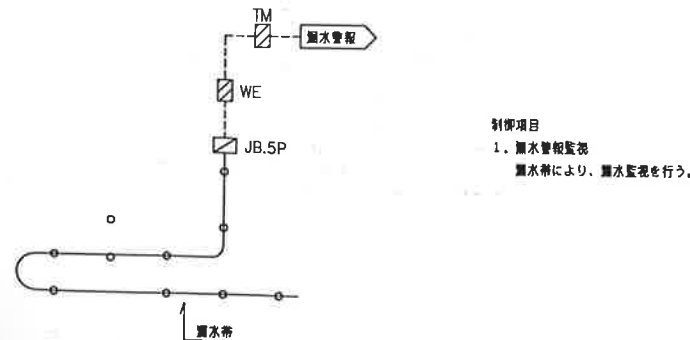 TM
漏水警報
WE
JB.5P
制御項目
1. 漏水警報監視
漏水帯により、漏水監視を行う。
漏水帯